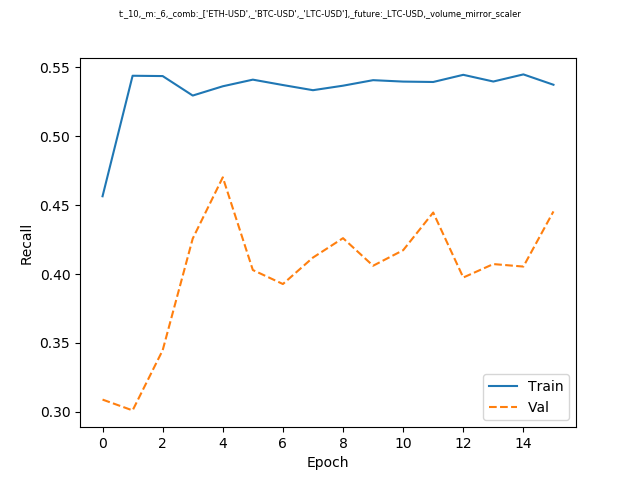 t:_10,_m:_6,_comb:_['ETH-USD',_'BTC-USD',_'LTC-USD'],_future:_LTC-USD,_volume_mirror_scaler
0.55
0.50
0.45
0.40
0.35
0.30
Recall
Train
Val
0 2 4 6 8 10 12 14
Epoch